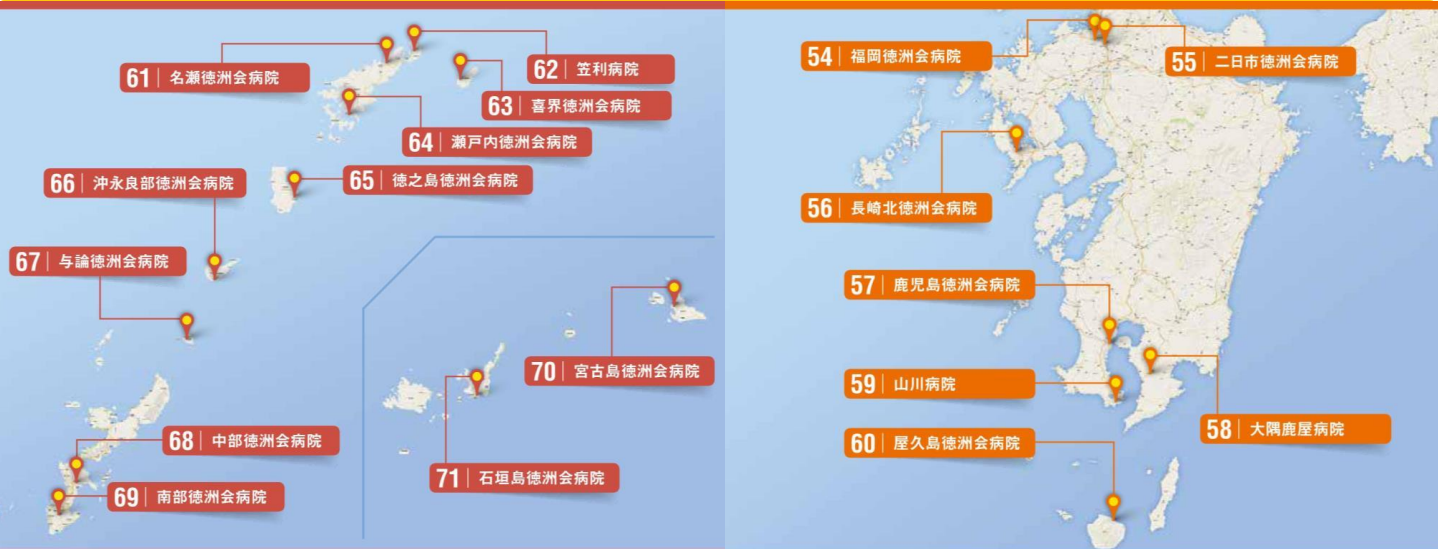 61 名瀬徳洲会病院
62 笠利病院
63 喜界徳洲会病院
64 瀬戸内徳洲会病院
65 徳之島徳洲会病院
66 沖永良部徳洲会病院
67 与論徳洲会病院
68 中部徳洲会病院
69 南部徳洲会病院
70 宮古島徳洲会病院
71 石垣島徳洲会病院
54 福岡徳洲会病院
55 二日市徳洲会病院
56 長崎北徳洲会病院
57 鹿児島徳洲会病院
58 大隅鹿屋病院
59 山川病院
60 屋久島徳洲会病院